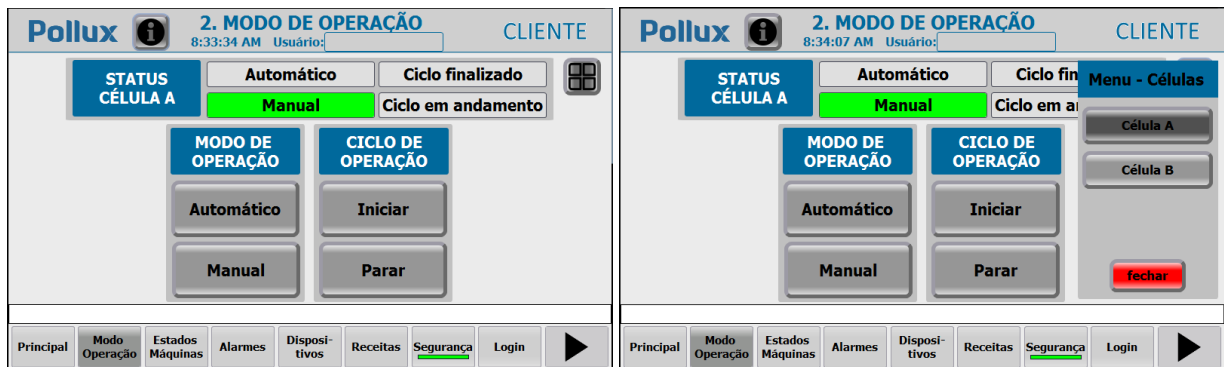 Pollux
2. MODO DE OPERAÇÃO
CLIENTE
8:33:34 AM Usuário:
STATUS
CÉLULA A
Automático
Ciclo finalizado
Manual
Ciclo em andamento
MODO DE
OPERAÇÃO
CICLO DE
OPERAÇÃO
Automático
Iniciar
Manual
Parar
Principal
Modo
Operação
Estados
Máquinas
Alarmes
Disposi-
tivos
Receitas
Segurança
Login
Pollux
2. MODO DE OPERAÇÃO
CLIENTE
8:34:07 AM Usuário:
STATUS
CÉLULA A
Automático
Ciclo fin
Manual
Ciclo em a
Menu - Células
Célula A
Célula B
fechar
MODO DE
OPERAÇÃO
CICLO DE
OPERAÇÃO
Automático
Iniciar
Manual
Parar
Principal
Modo
Operação
Estados
Máquinas
Alarmes
Disposi-
tivos
Receitas
Segurança
Login